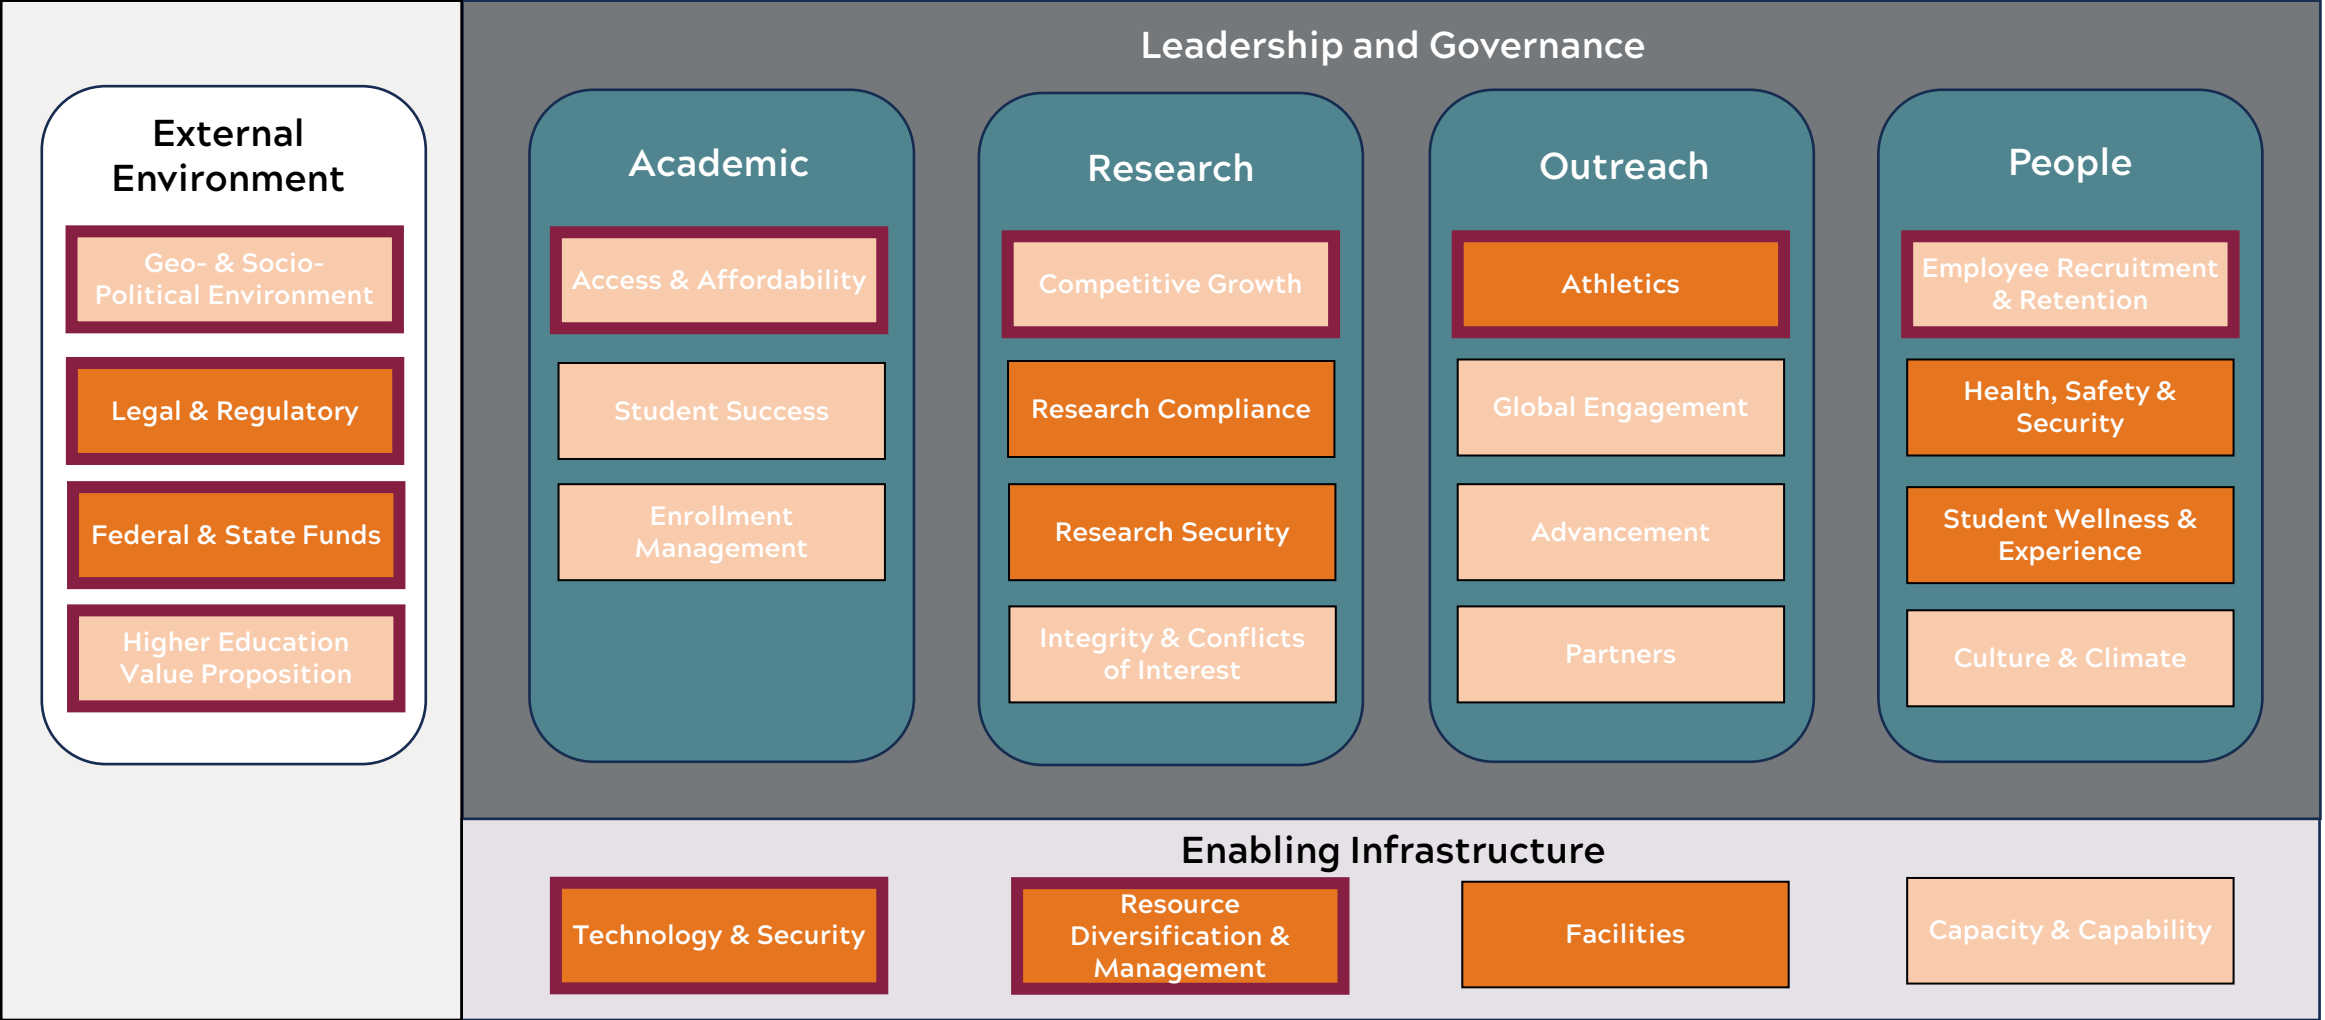 Leadership and Governance
External
Environment
Geo- & Socio-
Political Environment
Legal & Regulatory
Federal & State Funds
Higher Education
Value Proposition
Academic
Access & Affordability
Student Success
Enrollment
Management
Research
Competitive Growth
Research Compliance
Research Security
Integrity & Conflicts
of Interest
Outreach
Athletics
Global Engagement
Advancement
Partners
People
Employee Recruitment
& Retention
Health, Safety &
Security
Student Wellness &
Experience
Culture & Climate
Enabling Infrastructure
Technology & Security
Resource
Diversification &
Management
Facilities
Capacity & Capability